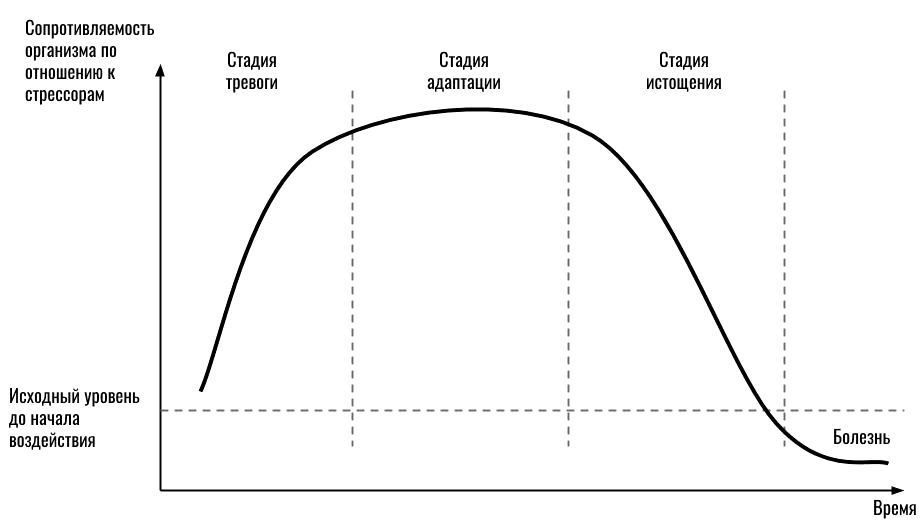 Сопротивляемость
организма по
отношению к
стрессорам
Стадия
тревоги
Стадия
адаптации
Стадия
истощения
Исходный уровень
до начала
воздействия
Болезнь
Время